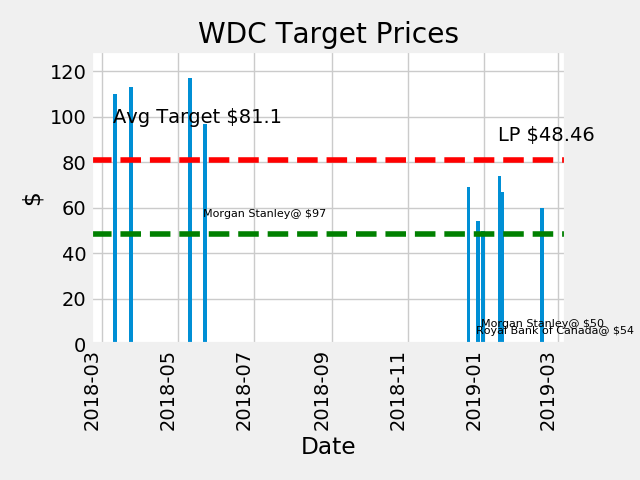 WDC Target Prices
120
100
80
60
40
20
0
$
Avg Target $81.1
LP $48.46
Morgan Stanley@ $97
Morgan Stanley@ $50
Royal Bank of Canada@ $54
2018-03
2018-05
2018-07
2018-09
2018-11
2019-01
2019-03
Date